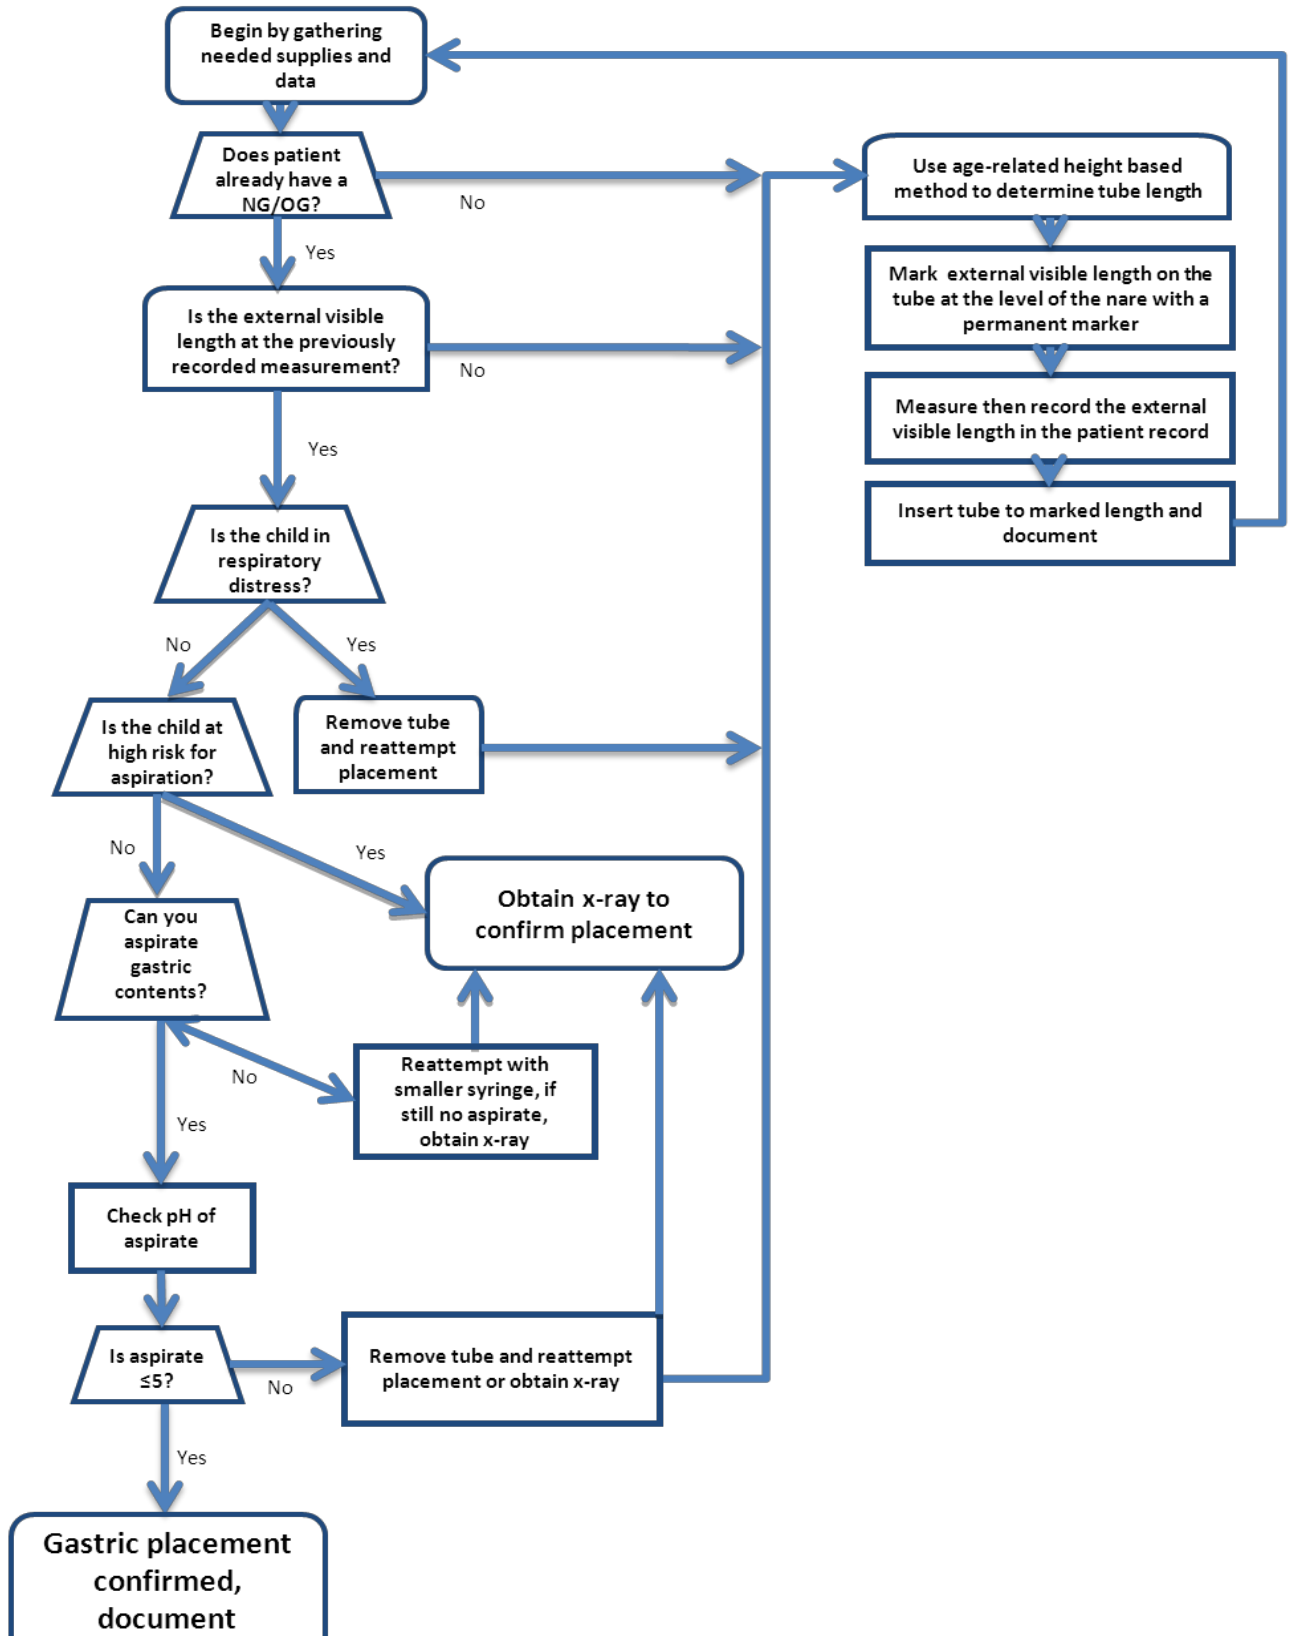 Begin by gathering
needed supplies and
data
Does patient
already have a
NG/OG?
No
Yes
Use age-related height based
method to determine tube length
Mark external visible length on the
tube at the level of the nare with a
permanent marker
Measure then record the external
visible length in the patient record
Insert tube to marked length and
document
Is the external visible
length at the previously
recorded measurement?
No
Yes
Is the child in
respiratory
distress?
No
Yes
Is the child at
high risk for
aspiration?
Remove tube
and reattempt
placement
No
Yes
Obtain x-ray to
confirm placement
Can you
aspirate
gastric
contents?
No
Reattempt with
smaller syringe, if
still no aspirate,
obtain x-ray
Yes
Check pH of
aspirate
Is aspirate
≤5?
No
Remove tube and reattempt
placement or obtain x-ray
Yes
Gastric placement
confirmed,
document